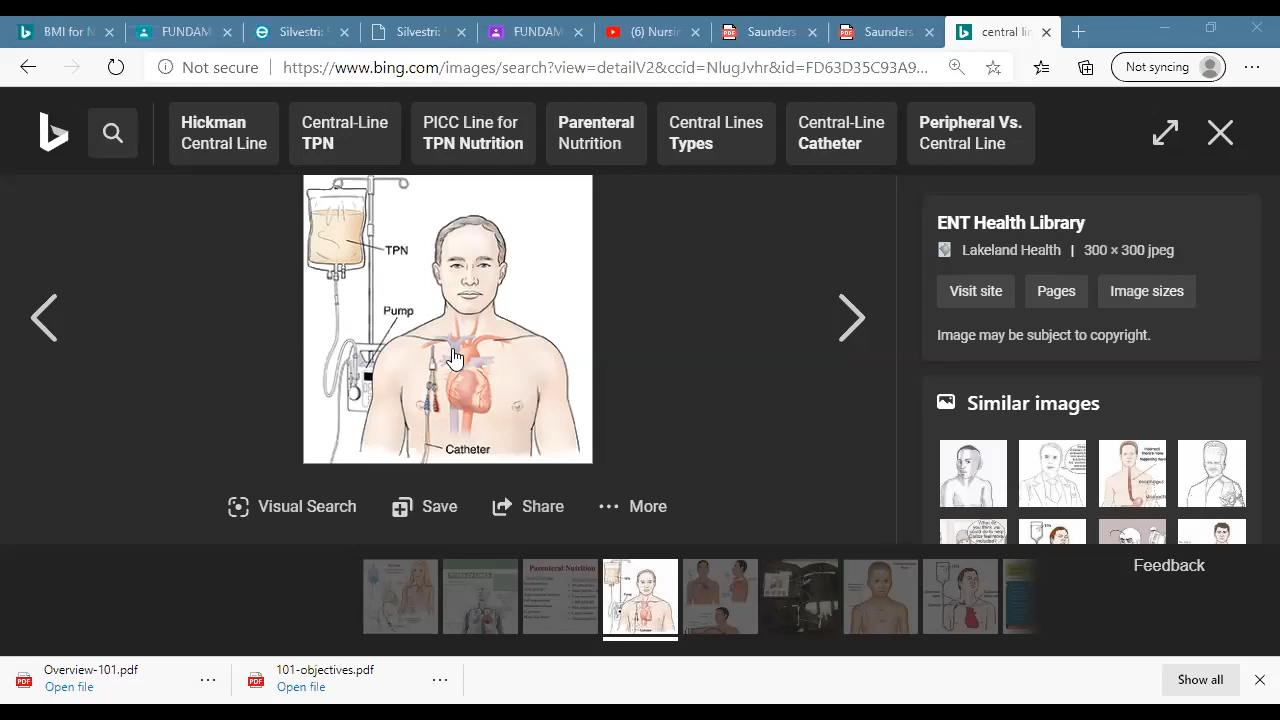 BMI for N
FUNDAM
Silvestri:
Silvestri:
FUNDAM
(6) Nursin
Saunders
Saunders
central lin
Not secure
https://www.bing.com/images/search?view=detailV2&ccid=NlugJvhr&id=FD63D35C93A9...
Not syncing
Hickman
Central Line
Central-Line
TPN
PICC Line for
TPN Nutrition
Parenteral
Nutrition
Central Lines
Types
Central-Line
Catheter
Peripheral Vs.
Central Line
TPN
Pump
Catheter
ENT Health Library
Lakeland Health | 300 × 300 jpeg
Visit site
Pages
Image sizes
Image may be subject to copyright.
Similar images
Visual Search
Save
Share
More
Parenteral Nutrition
Feedback
Overview-101.pdf
Open file
101-objectives.pdf
Open file
Show all